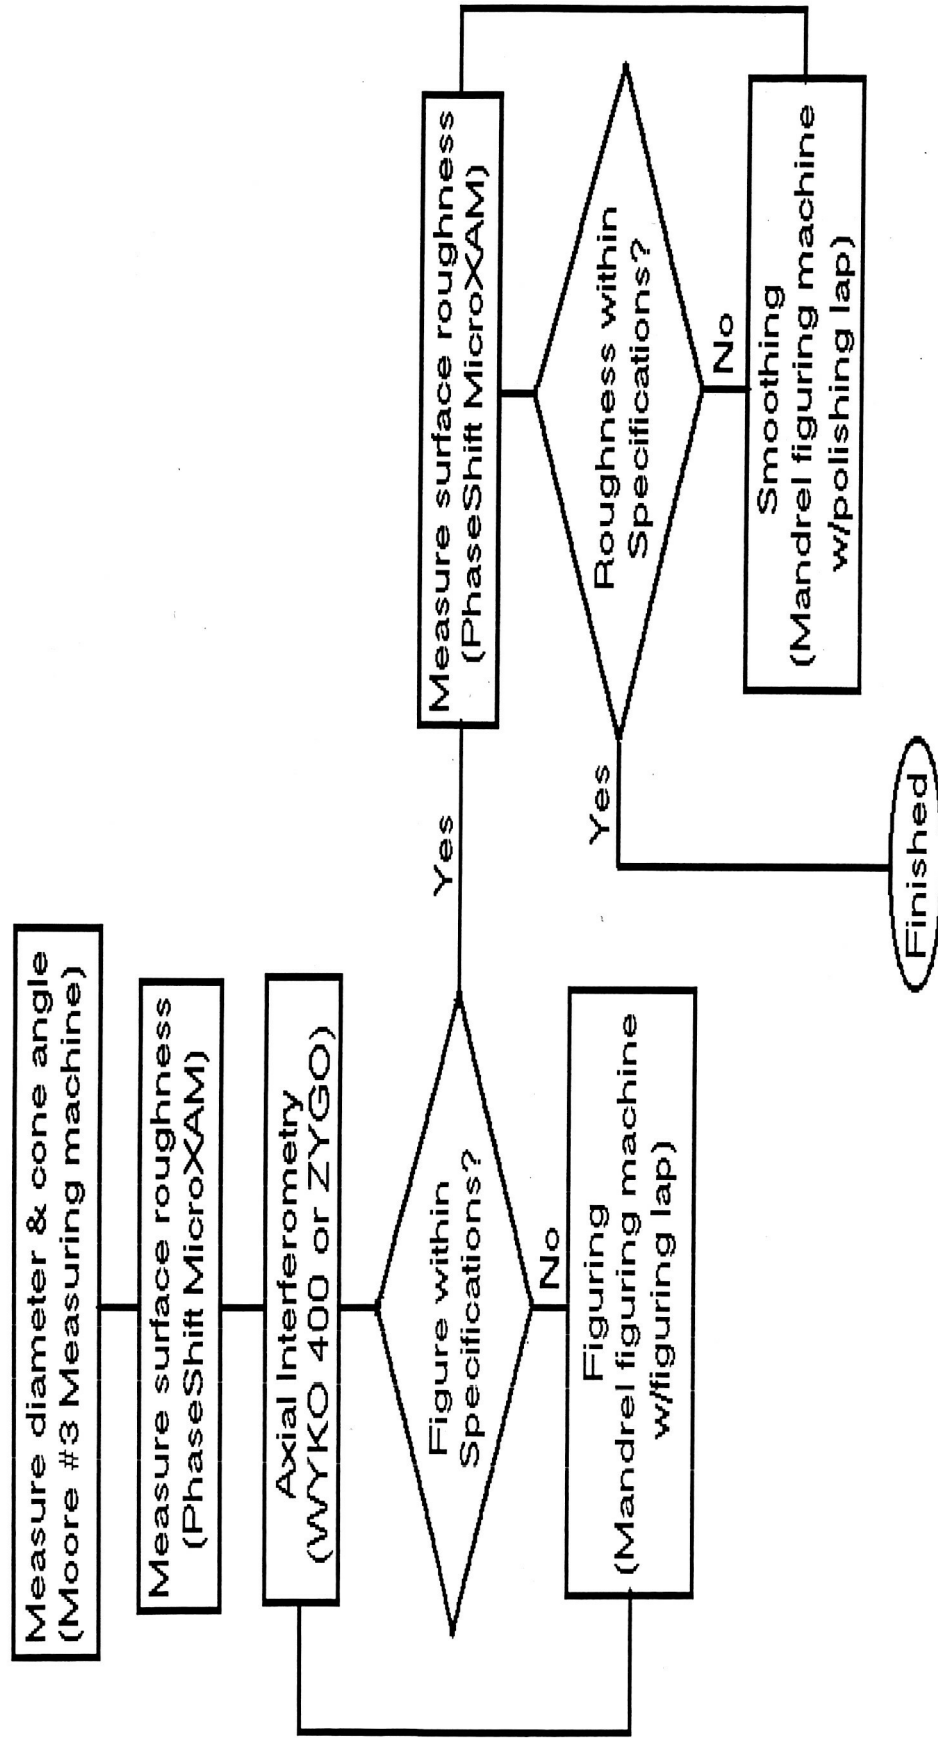 Measure diameter & cone angle
(Moore #3 Measuring machine)
Measure surface roughness
(PhaseShift MicroXAM)
Axial Interferometry
(WYKO 400 or ZYGO)
Figure within
Specifications?
No
Figuring
(Mandrel figuring machine
w/figuring lap)
Yes
Measure surface roughness
(PhaseShift MicroXAM)
Roughness within
Specifications?
No
Smoothing
(Mandrel figuring machine
w/polishing lap)
Yes
Finished